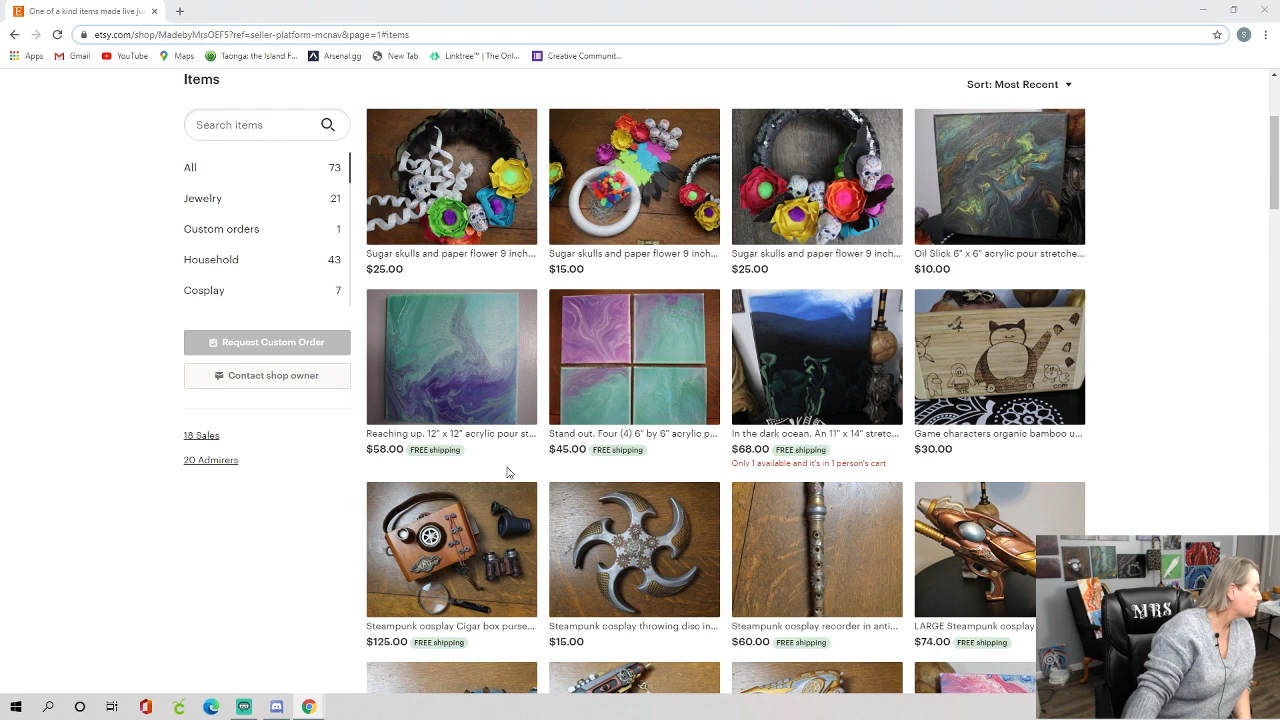 One of a kind items made live ju
etsy.com/shop/MadebyMrsOEF5?ref=seller-platform-mcnav&page=1#items
S
Apps
Gmail
YouTube
Maps
Taonga: the Island F...
Arsenal.gg
New Tab
Linktree™ | The Onl...
Creative Communit...
Items
Sort: Most Recent
Search items
All 73
Jewelry 21
Custom orders 1
Household 43
Cosplay 7
Request Custom Order
Contact shop owner
18 Sales
20 Admirers
Sugar skulls and paper flower 9 inch...
$25.00
Sugar skulls and paper flower 9 inch...
$15.00
Sugar skulls and paper flower 9 inch...
$25.00
Oil Slick 6" x 6" acrylic pour stretche...
$10.00
Reaching up. 12" x 12" acrylic pour st...
$58.00 FREE shipping
Stand out. Four (4) 6" by 6" acrylic p...
$45.00 FREE shipping
In the dark ocean. An 11" x 14" stretc...
$68.00 FREE shipping
Only 1 available and it's in 1 person's cart
Game characters organic bamboo u...
$30.00
Steampunk cosplay Cigar box purse...
$125.00 FREE shipping
Steampunk cosplay throwing disc in...
$15.00
Steampunk cosplay recorder in anti...
$60.00 FREE shipping
LARGE Steampunk cosplay
$74.00 FREE shipping
MRS